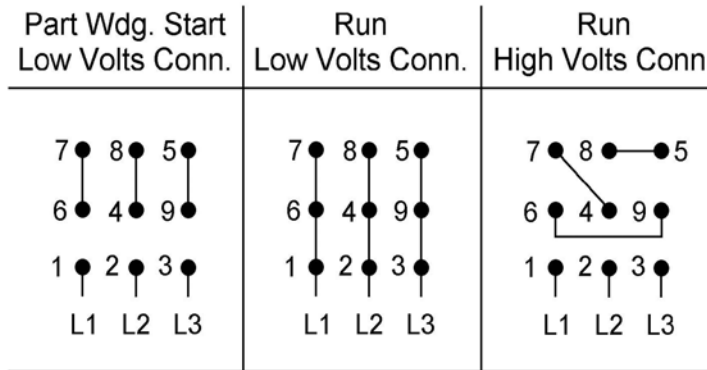 Part Wdg. Start
Low Volts Conn.
7 8 5
6 4 9
1 2 3
L1 L2 L3
Run
Low Volts Conn.
7 8 5
6 4 9
1 2 3
L1 L2 L3
Run
High Volts Conn
7 8 5
6 4 9
1 2 3
L1 L2 L3